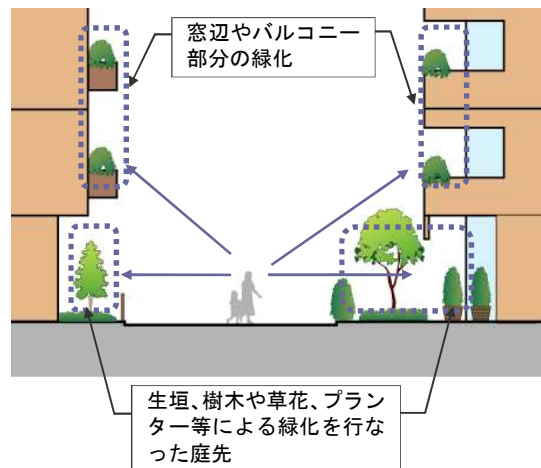 窓辺やバルコニー
部分の緑化
生垣、樹木や草花、プラン
ター等による緑化を行な
った庭先